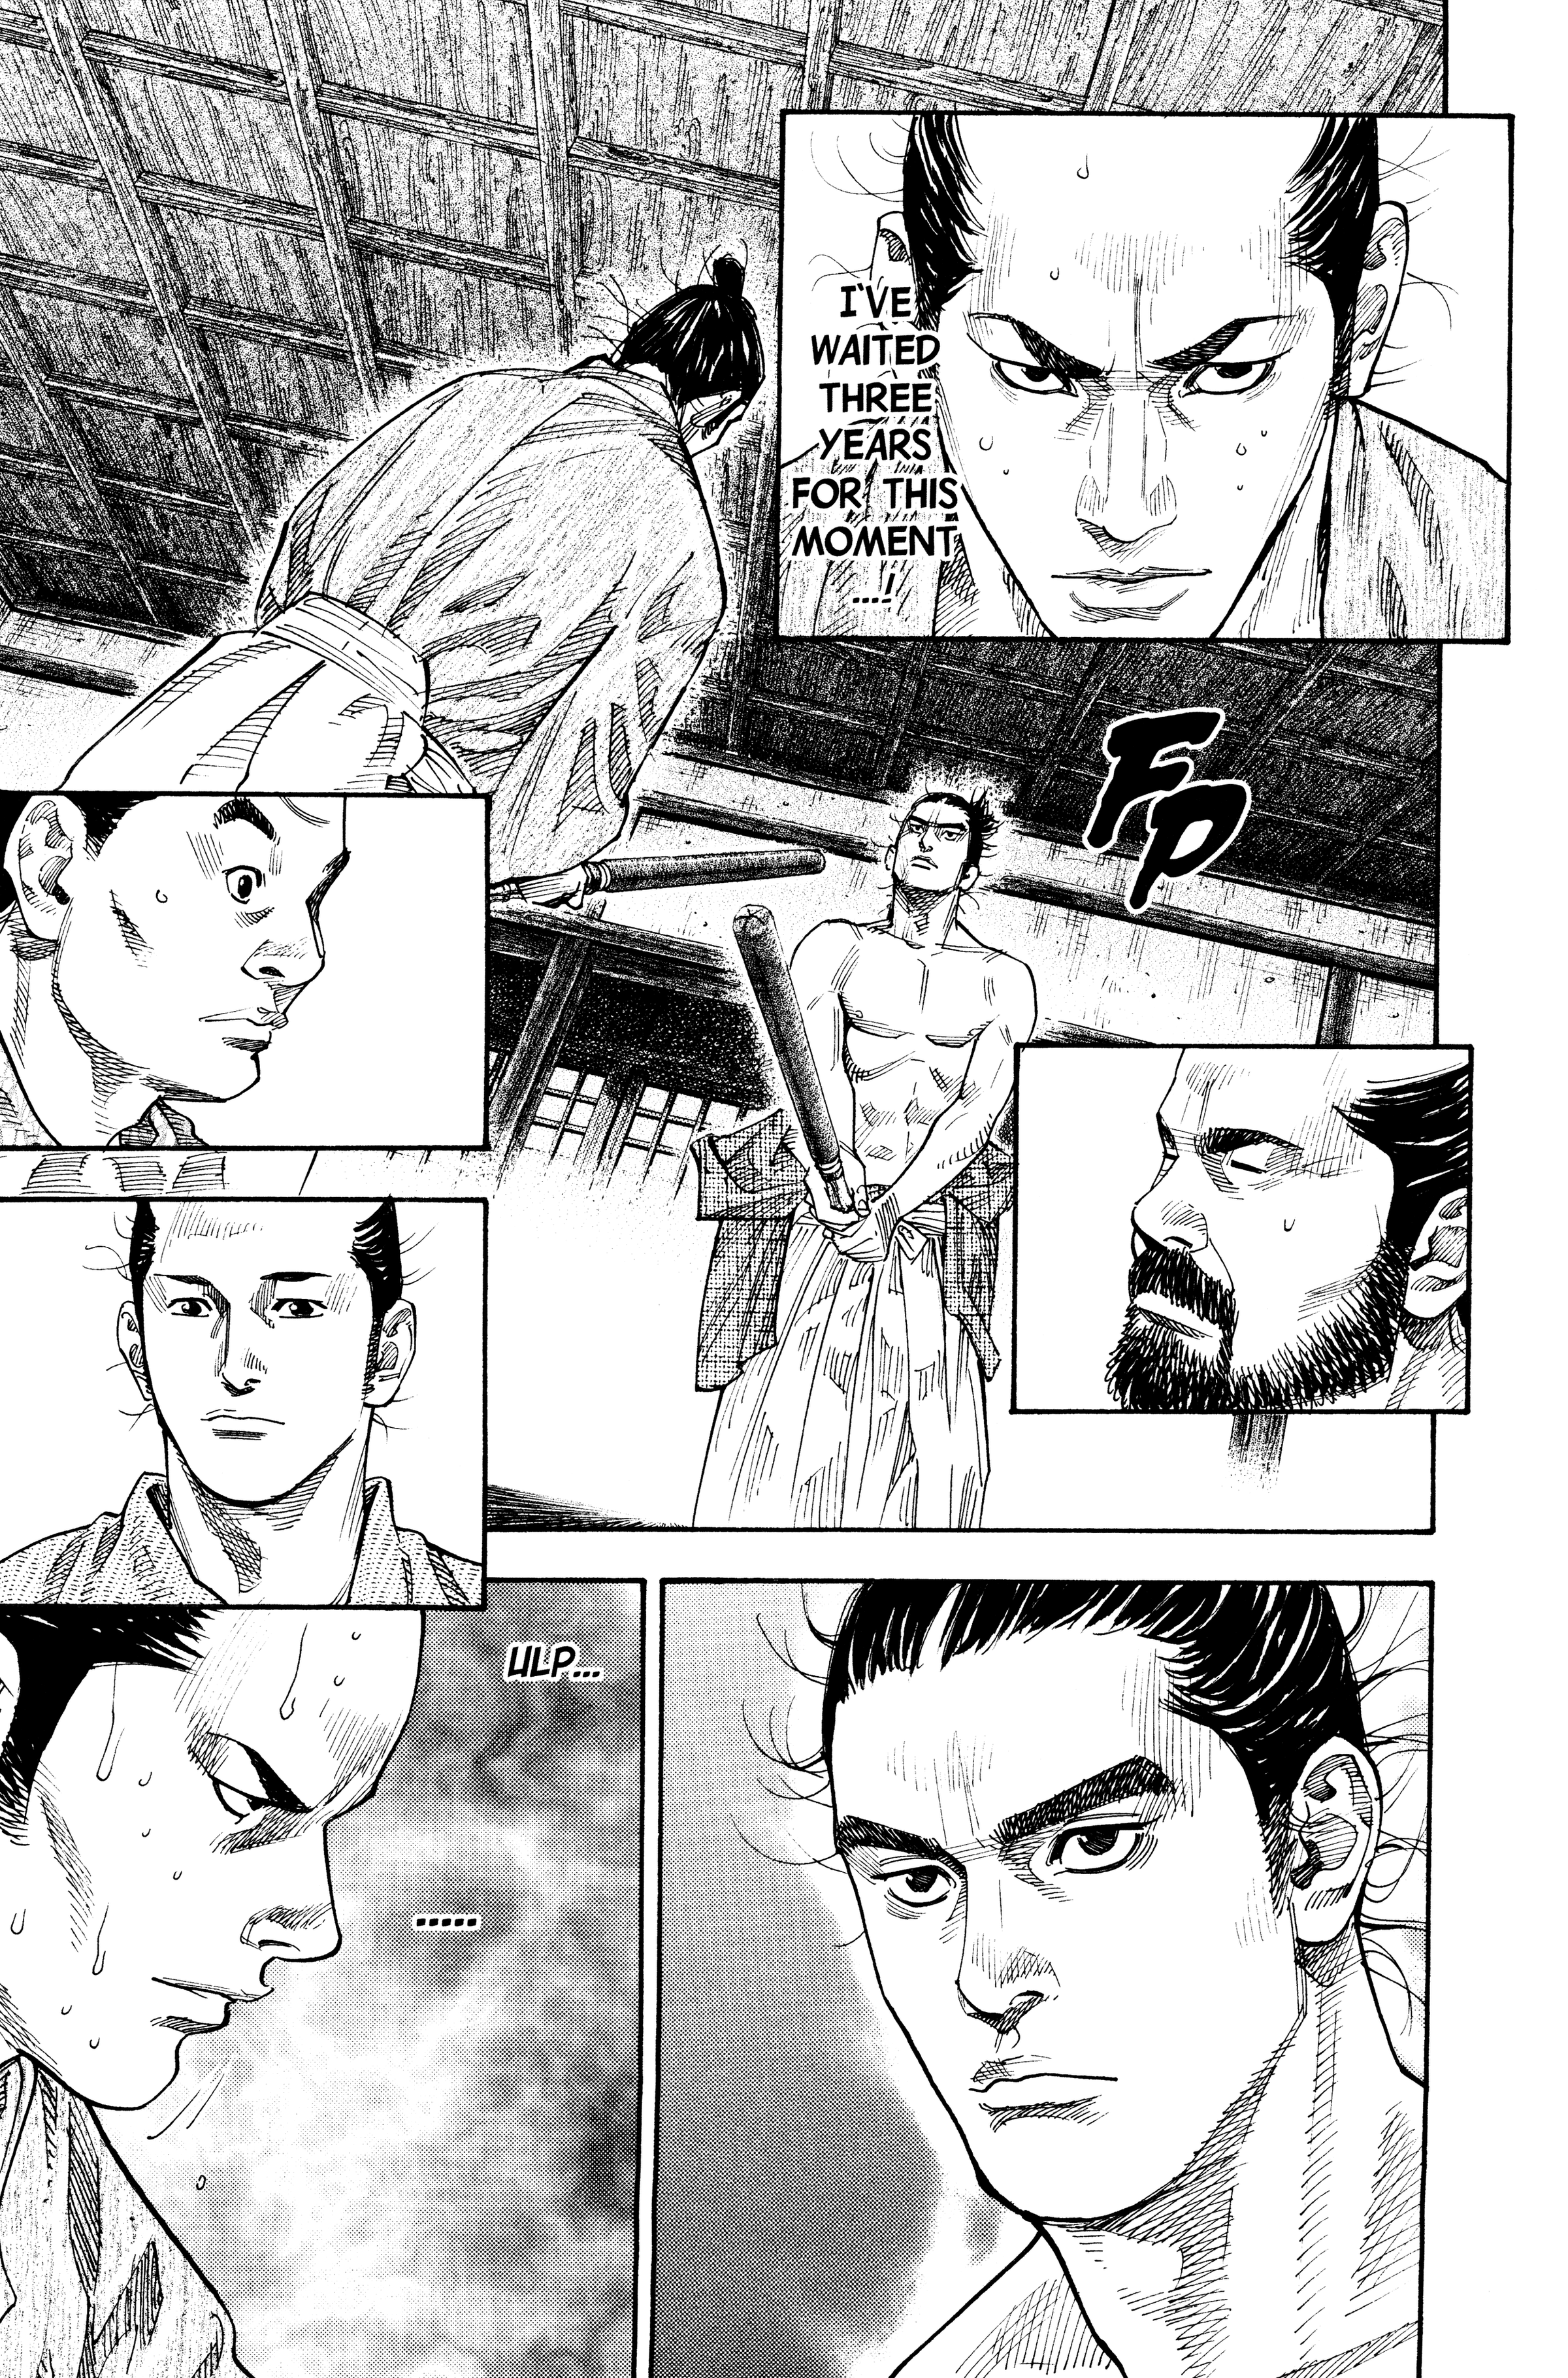 I'VE
WAITED
THREE
YEARS
FOR THIS
MOMENT
...!
FP
ULP...
.....